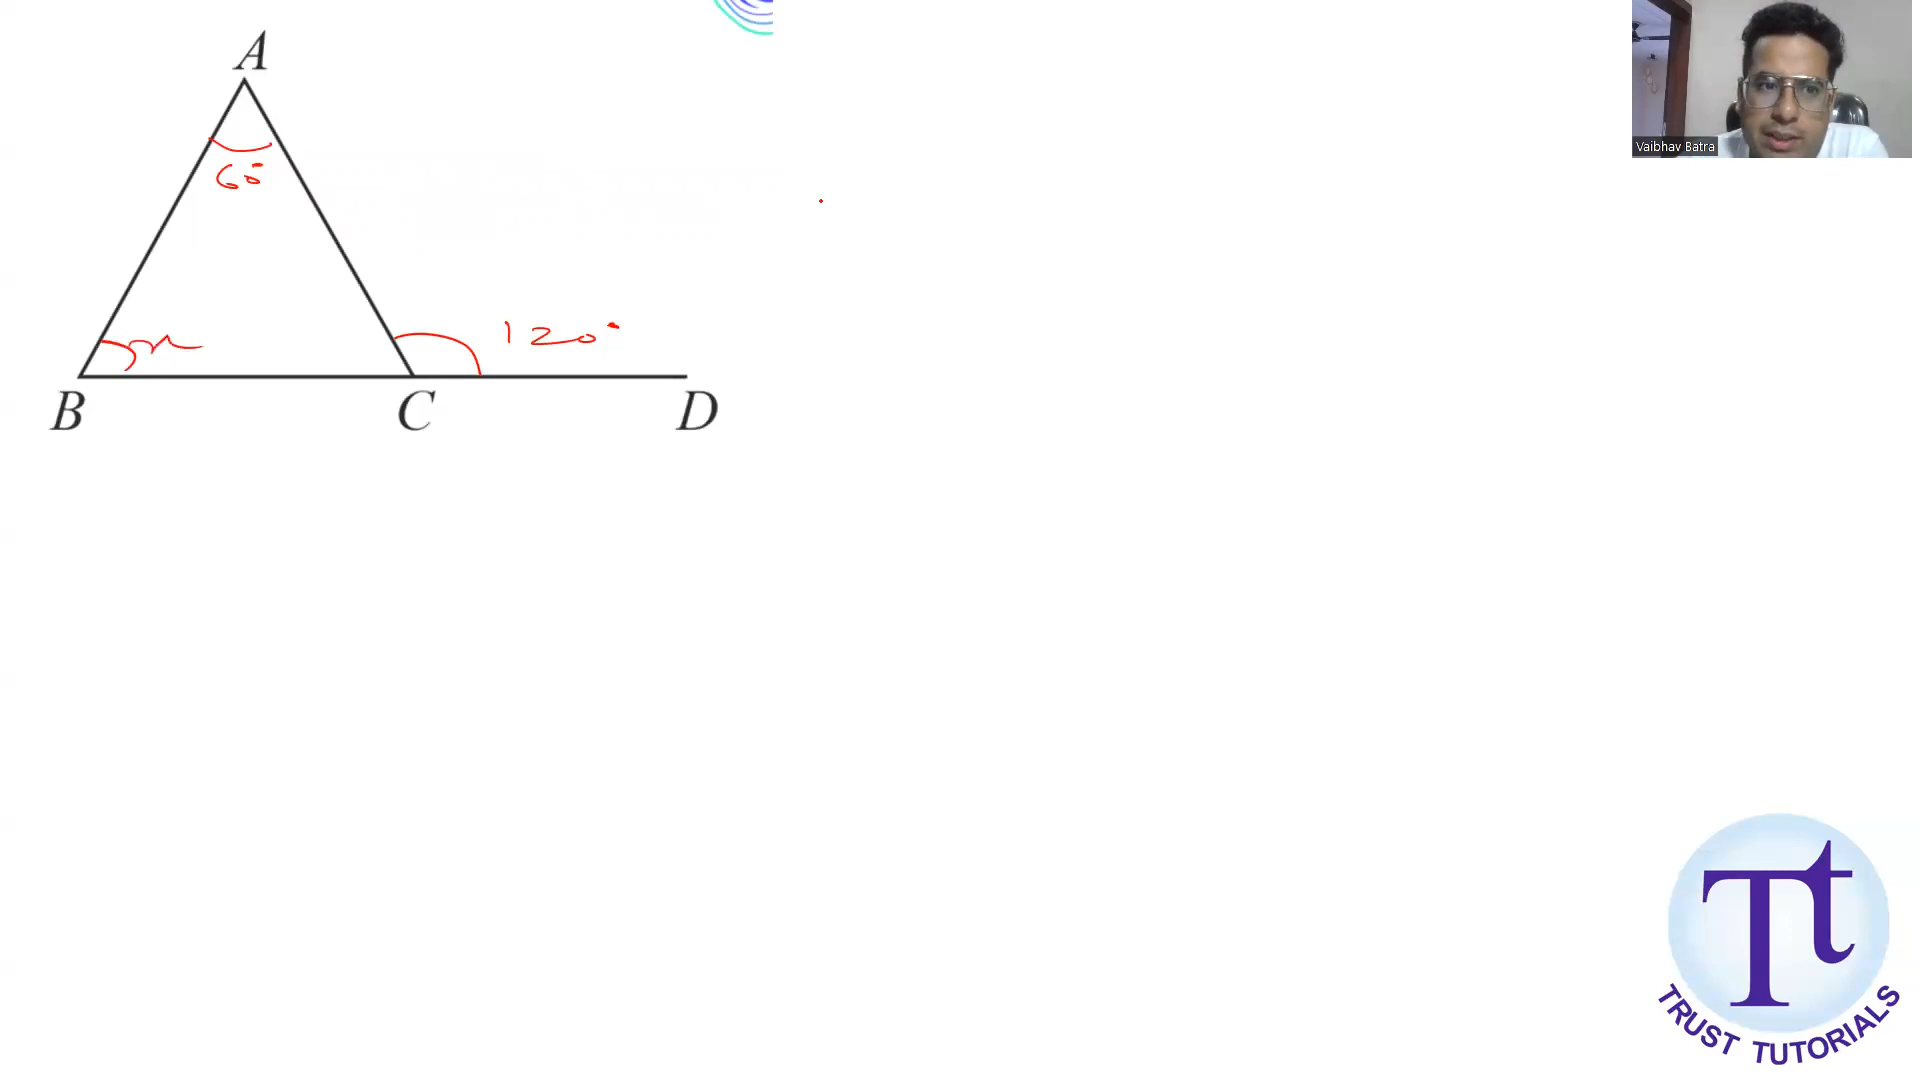 A
Vaibhav Batra
60°
x
120°
B C D
Tt
TRUST TUTORIALS